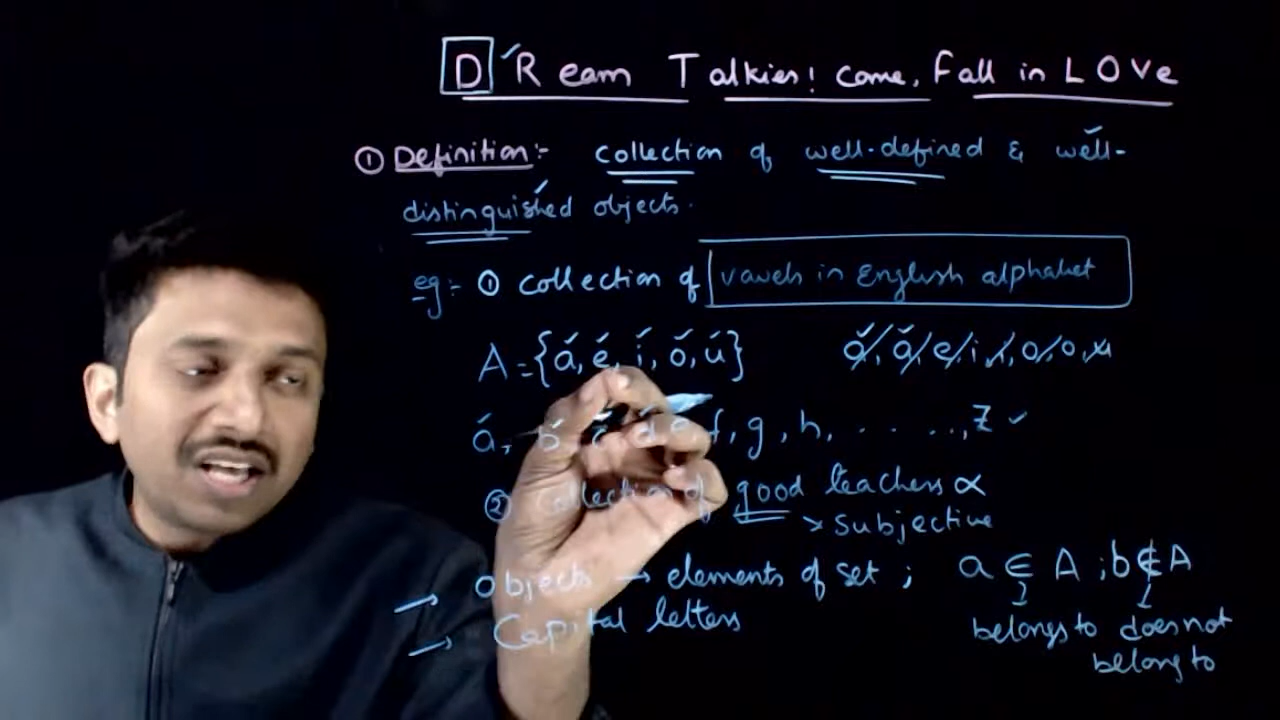 D Ream Talkies! Come, Fall in LOVe
① Definition:- Collection of well-defined & well-
distinguished objects.
eg:- ① Collection of vowels in English alphabet
A = {a, e, i, o, u} a, a, e, i, i, o, o, u
a, b, c, d, e, f, g, h, . . . . ., z ✓
② Collection of good teachers α
↘ subjective
→ Objects → elements of set ; a ∈ A ; b ∉ A
→ Capital letters
belongs to does not
belong to